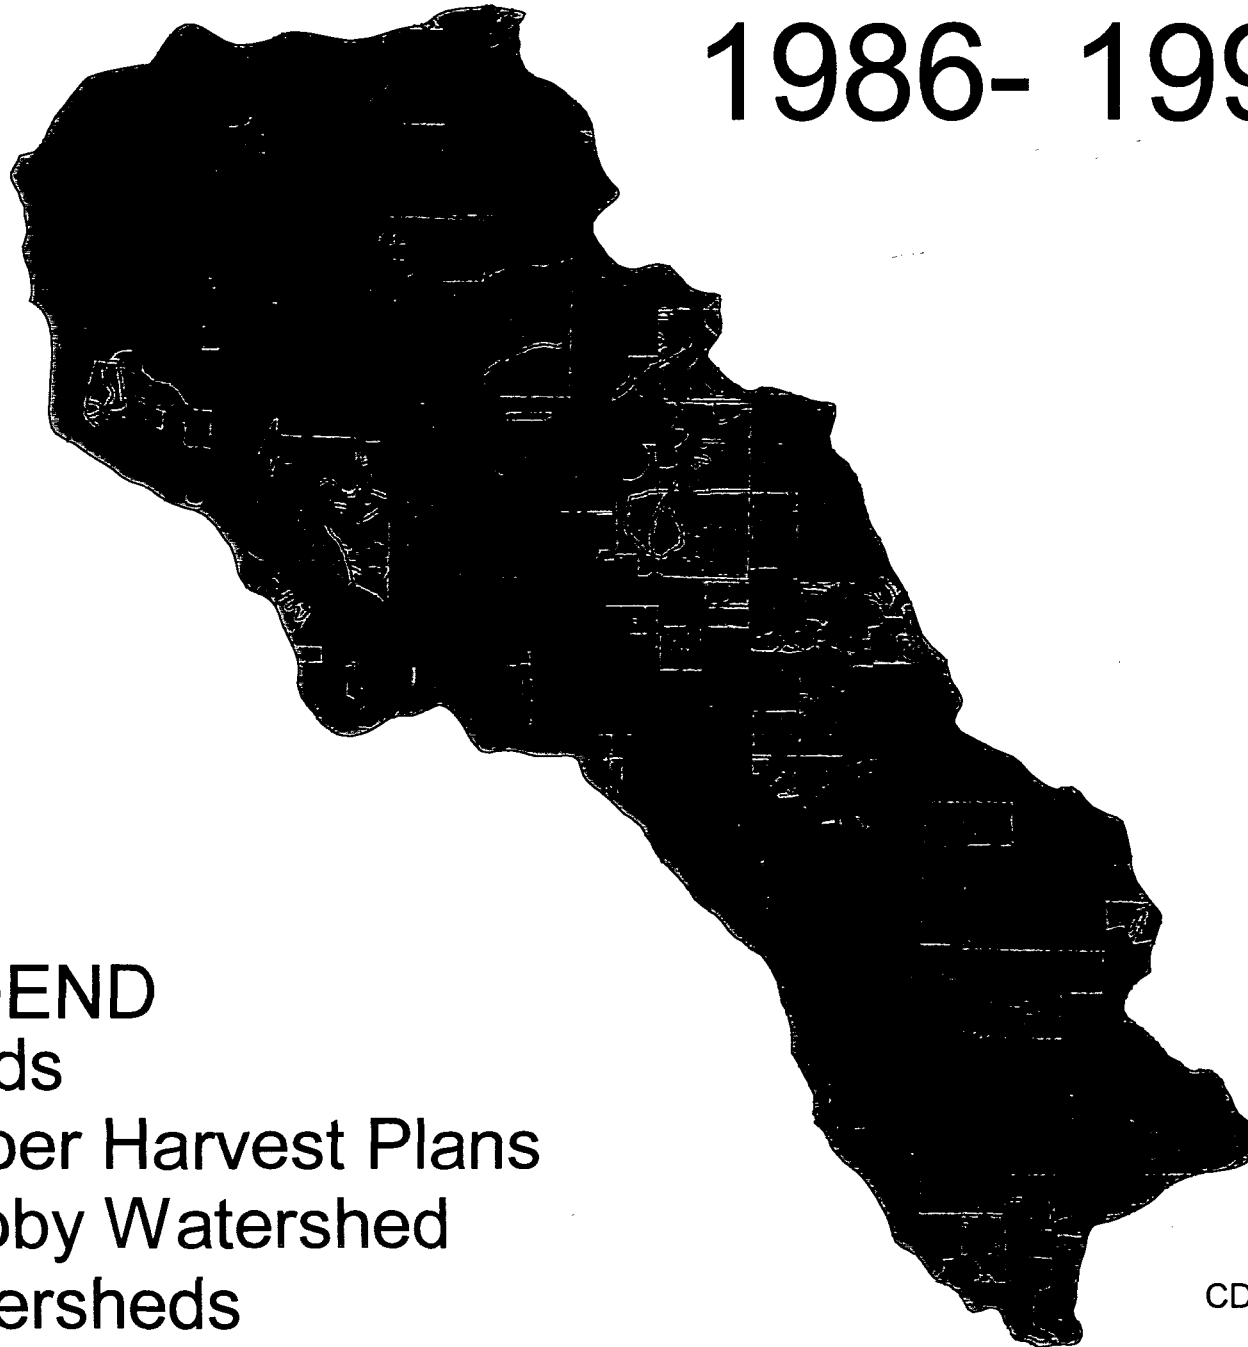 1986- 199
END
ds
ber Harvest Plans
bby Watershed
ersheds
CD